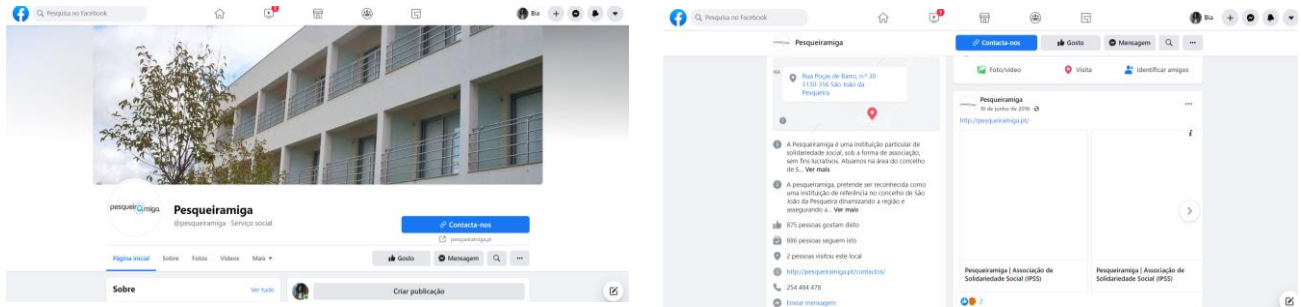 Pesquisa no Facebook
7
Bia
pesqueiramiga
Pesqueiramiga
@pesqueiramiga · Serviço social
Contacta-nos
pesqueiramiga.pt
Página inicial Sobre Fotos Vídeos Mais
Gosto Mensagem
Sobre Ver tudo
Criar publicação
Pesquisa no Facebook
7
Bia
Pesqueiramiga
Contacta-nos Gosto Mensagem
Rua Poças de Barro, n.º 30
5130-356 São João da
Pesqueira
A Pesqueiramiga é uma instituição particular de
solidariedade social, sob a forma de associação,
sem fins lucrativos. Atuamos na área do concelho
de S... Ver mais
A pesqueiramiga, pretende ser reconhecida como
uma instituição de referência no concelho de São
João da Pesqueira dinamizando a região e
assegurando a... Ver mais
875 pessoas gostam disto
886 pessoas seguem isto
2 pessoas visitou este local
http://pesqueiramiga.pt/contactos/
254 484 478
Enviar mensagem
Foto/vídeo Visita Identificar amigos
Pesqueiramiga
de junho de 2016
http://pesqueiramiga.pt/
Pesqueiramiga | Associação de
Solidariedade Social (IPSS)
Pesqueiramiga | Associação de
Solidariedade Social (IPSS)
2